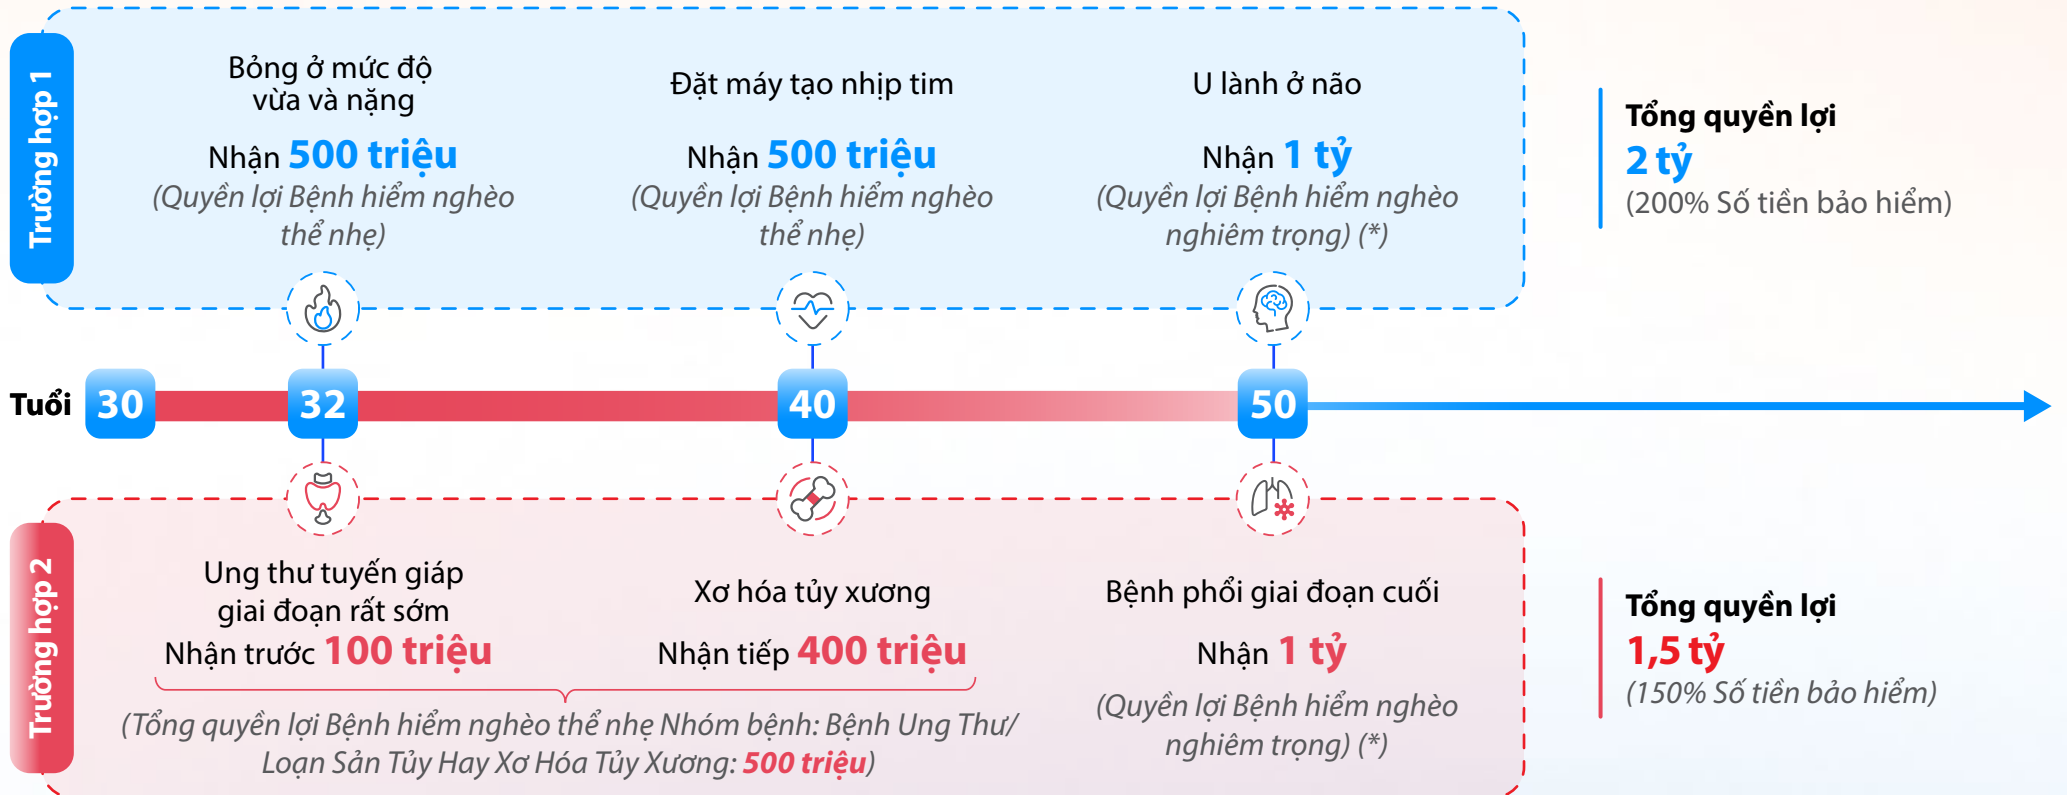 Trường hợp 1
Bỏng ở mức độ
vừa và nặng
Nhận 500 triệu
(Quyền lợi Bệnh hiểm nghèo
thể nhẹ)
Đặt máy tạo nhịp tim
Nhận 500 triệu
(Quyền lợi Bệnh hiểm nghèo
thể nhẹ)
U lành ở não
Nhận 1 tỷ
(Quyền lợi Bệnh hiểm nghèo
nghiêm trọng) (*)
Tổng quyền lợi
2 tỷ
(200% Số tiền bảo hiểm)
Tuổi 30 32 40 50
Trường hợp 2
Ung thư tuyến giáp
giai đoạn rất sớm
Nhận trước 100 triệu
Xơ hóa tủy xương
Nhận tiếp 400 triệu
(Tổng quyền lợi Bệnh hiểm nghèo thể nhẹ Nhóm bệnh: Bệnh Ung Thư/
Loạn Sản Tủy Hay Xơ Hóa Tủy Xương: 500 triệu)
Bệnh phổi giai đoạn cuối
Nhận 1 tỷ
(Quyền lợi Bệnh hiểm nghèo
nghiêm trọng) (*)
Tổng quyền lợi
1,5 tỷ
(150% Số tiền bảo hiểm)